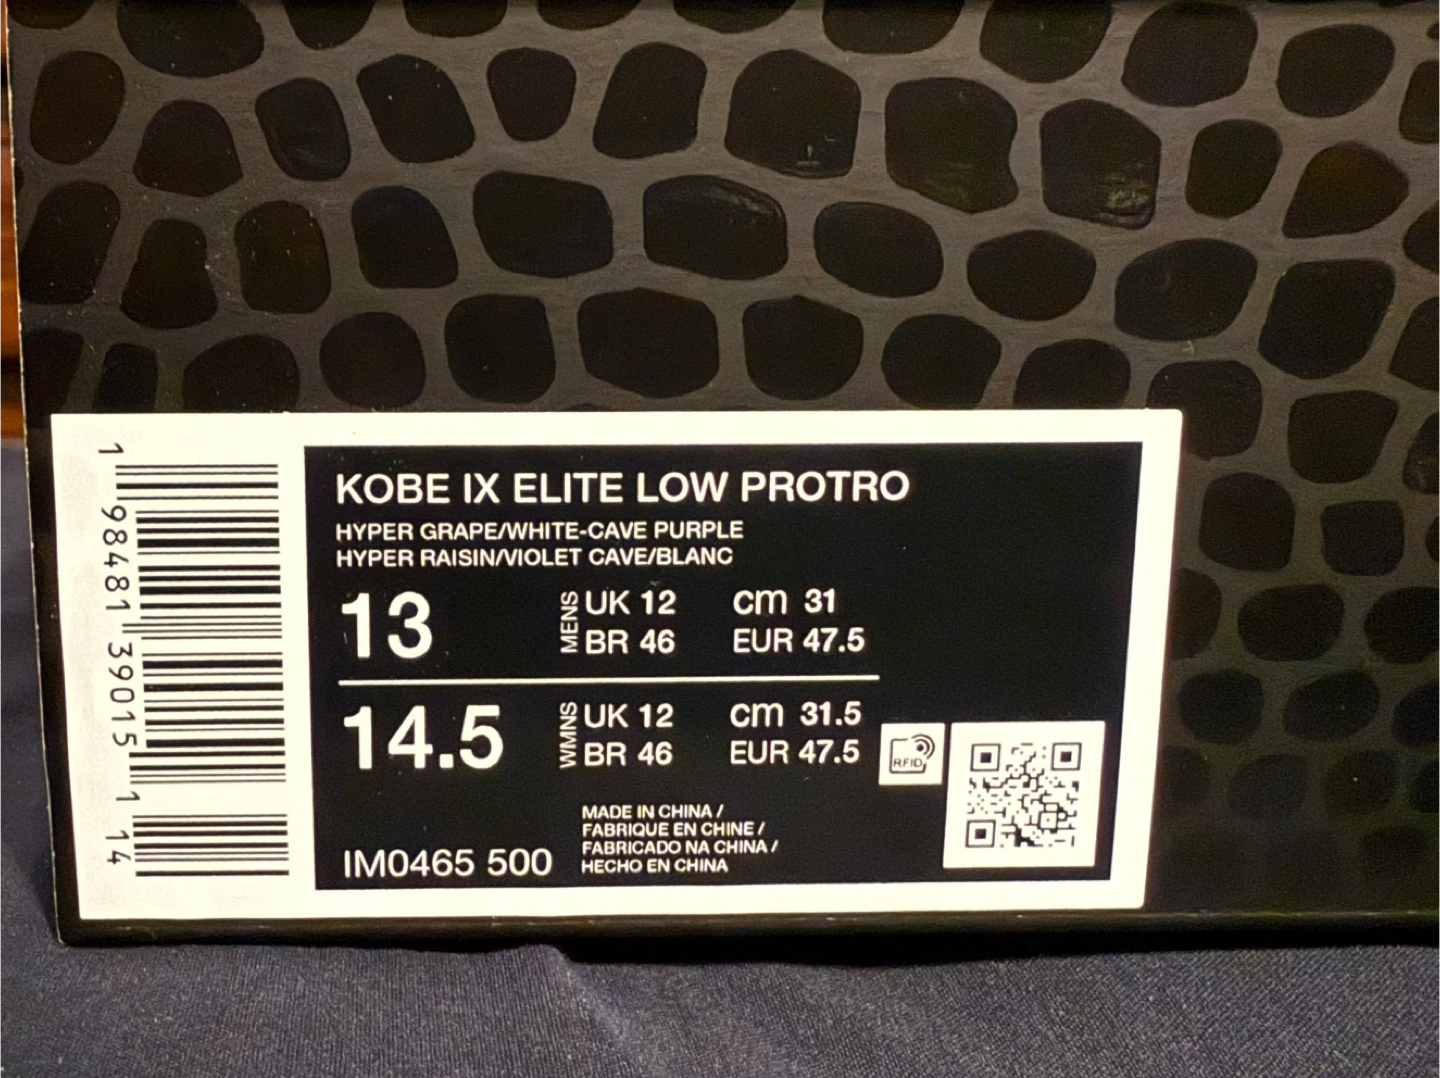 KOBE IX ELITE LOW PROTRO
HYPER GRAPE/WHITE-CAVE PURPLE
HYPER RAISIN/VIOLET CAVE/BLANC
13 MENS UK 12 cm 31
BR 46 EUR 47.5
14.5 WMNS UK 12 cm 31.5
BR 46 EUR 47.5
RFID
MADE IN CHINA /
FABRIQUE EN CHINE /
FABRICADO NA CHINA /
HECHO EN CHINA
IM0465 500
1 98481 39015 1 14